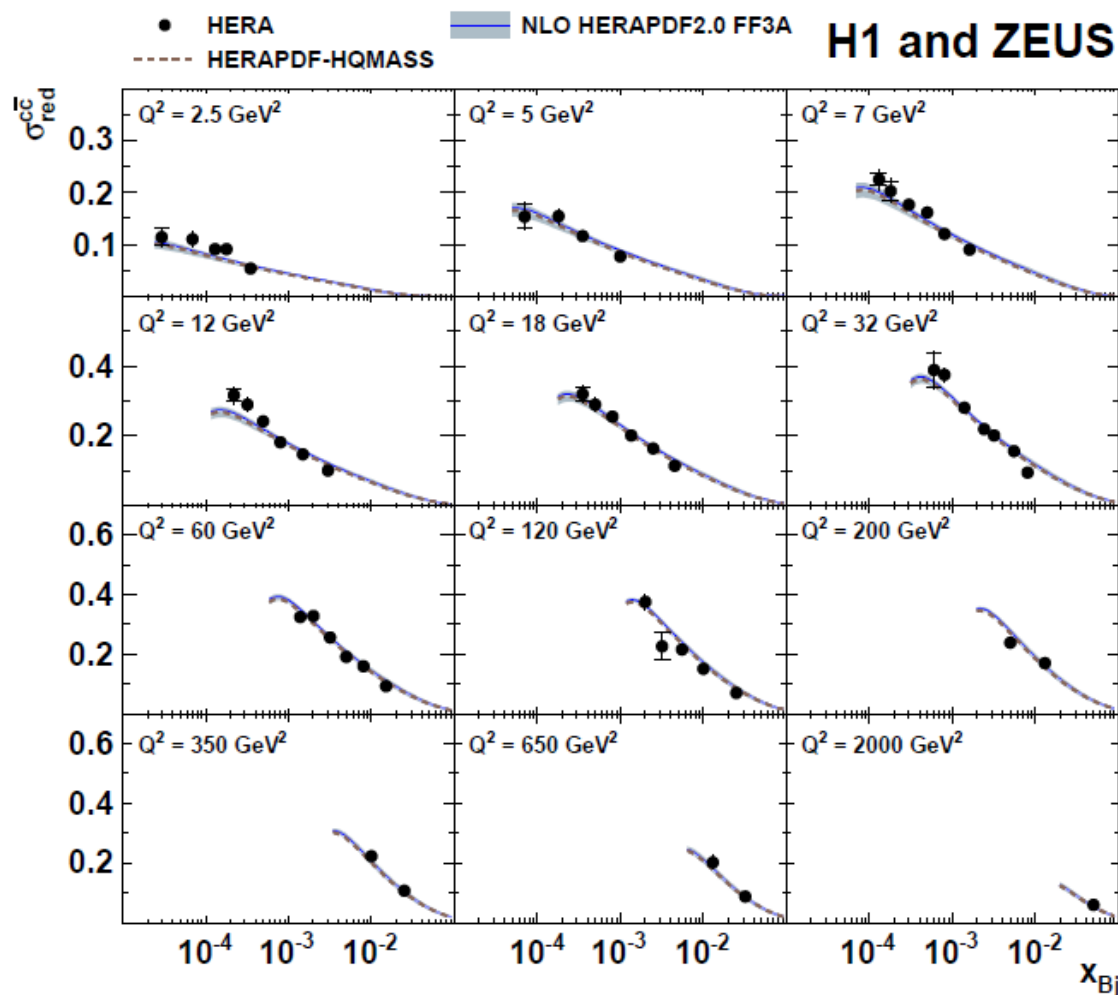 HERA
NLO HERAPDF2.0 FF3A
H1 and ZEUS
HERAPDF-HQMASS
σ^{cc̄}_{red}
Q² = 2.5 GeV²
Q² = 5 GeV²
Q² = 7 GeV²
0.3
0.2
0.1
Q² = 12 GeV²
Q² = 18 GeV²
Q² = 32 GeV²
0.4
0.2
Q² = 60 GeV²
Q² = 120 GeV²
Q² = 200 GeV²
0.6
0.4
0.2
Q² = 350 GeV²
Q² = 650 GeV²
Q² = 2000 GeV²
0.6
0.4
0.2
10⁻⁴ 10⁻³ 10⁻² 10⁻⁴ 10⁻³ 10⁻² 10⁻⁴ 10⁻³ 10⁻²
x_{Bj}